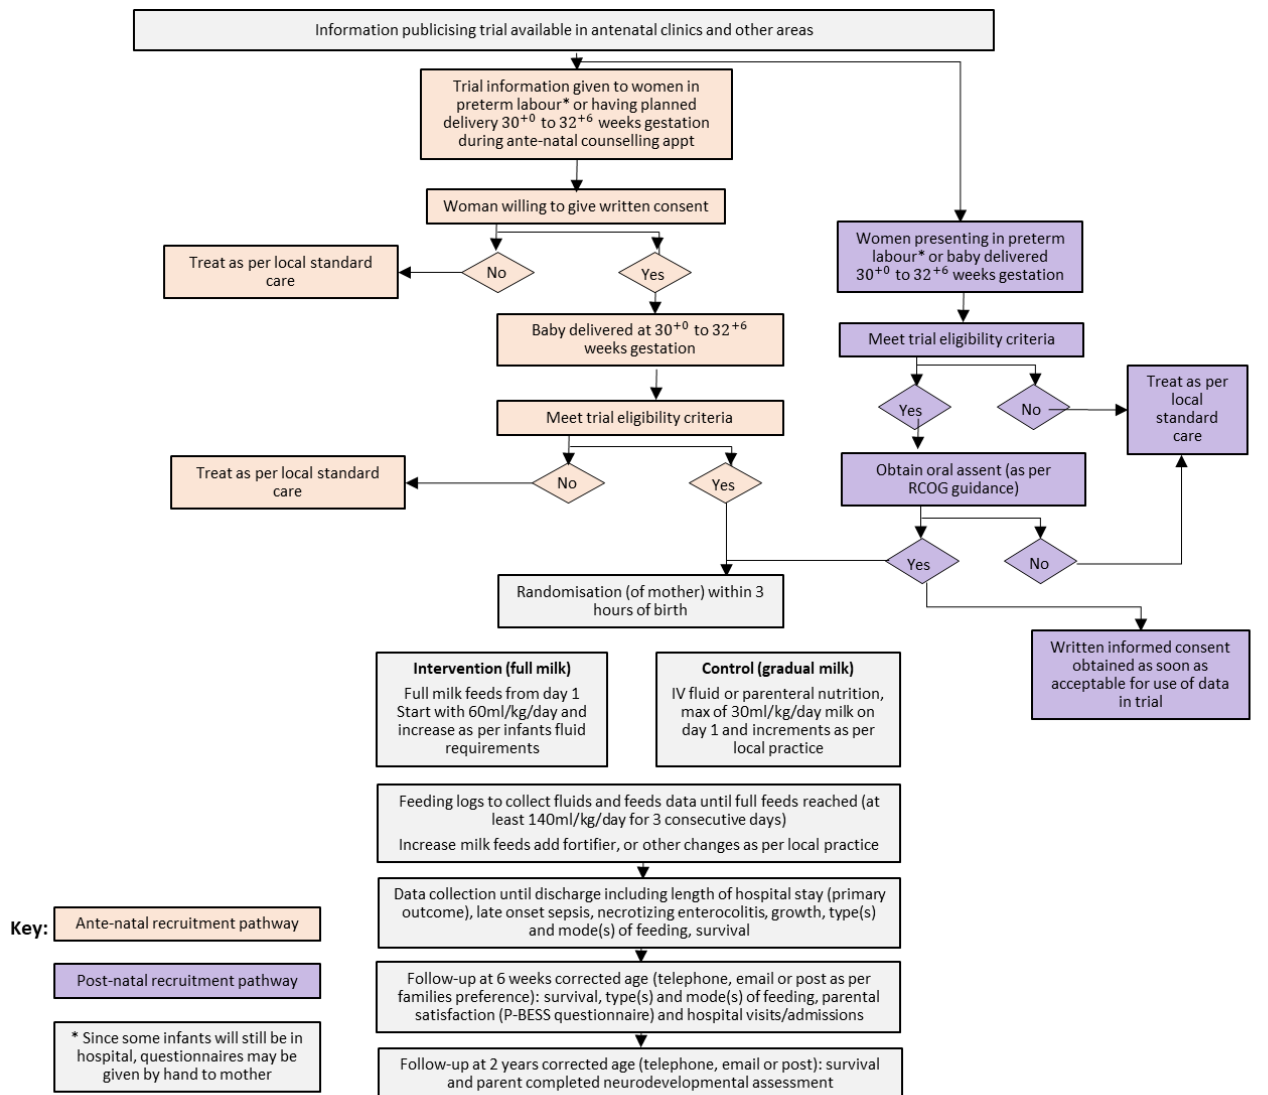 Information publicising trial available in antenatal clinics and other areas
Trial information given to women in
preterm labour* or having planned
delivery 30⁺⁰ to 32⁺⁶ weeks gestation
during ante-natal counselling appt
Woman willing to give written consent
Treat as per local standard
care
No
Yes
Baby delivered at 30⁺⁰ to 32⁺⁶
weeks gestation
Meet trial eligibility criteria
Treat as per local standard
care
No
Yes
Women presenting in preterm
labour* or baby delivered
30⁺⁰ to 32⁺⁶ weeks gestation
Meet trial eligibility criteria
Yes
No
Treat as per
local
standard
care
Obtain oral assent (as per
RCOG guidance)
Yes
No
Written informed consent
obtained as soon as
acceptable for use of data
in trial
Randomisation (of mother) within 3
hours of birth
Intervention (full milk)
Full milk feeds from day 1
Start with 60ml/kg/day and
increase as per infants fluid
requirements
Control (gradual milk)
IV fluid or parenteral nutrition,
max of 30ml/kg/day milk on
day 1 and increments as per
local practice
Feeding logs to collect fluids and feeds data until full feeds reached (at
least 140ml/kg/day for 3 consecutive days)
Increase milk feeds add fortifier, or other changes as per local practice
Data collection until discharge including length of hospital stay (primary
outcome), late onset sepsis, necrotizing enterocolitis, growth, type(s)
and mode(s) of feeding, survival
Follow-up at 6 weeks corrected age (telephone, email or post as per
families preference): survival, type(s) and mode(s) of feeding, parental
satisfaction (P-BESS questionnaire) and hospital visits/admissions
Follow-up at 2 years corrected age (telephone, email or post): survival
and parent completed neurodevelopmental assessment
Key:
Ante-natal recruitment pathway
Post-natal recruitment pathway
* Since some infants will still be in
hospital, questionnaires may be
given by hand to mother